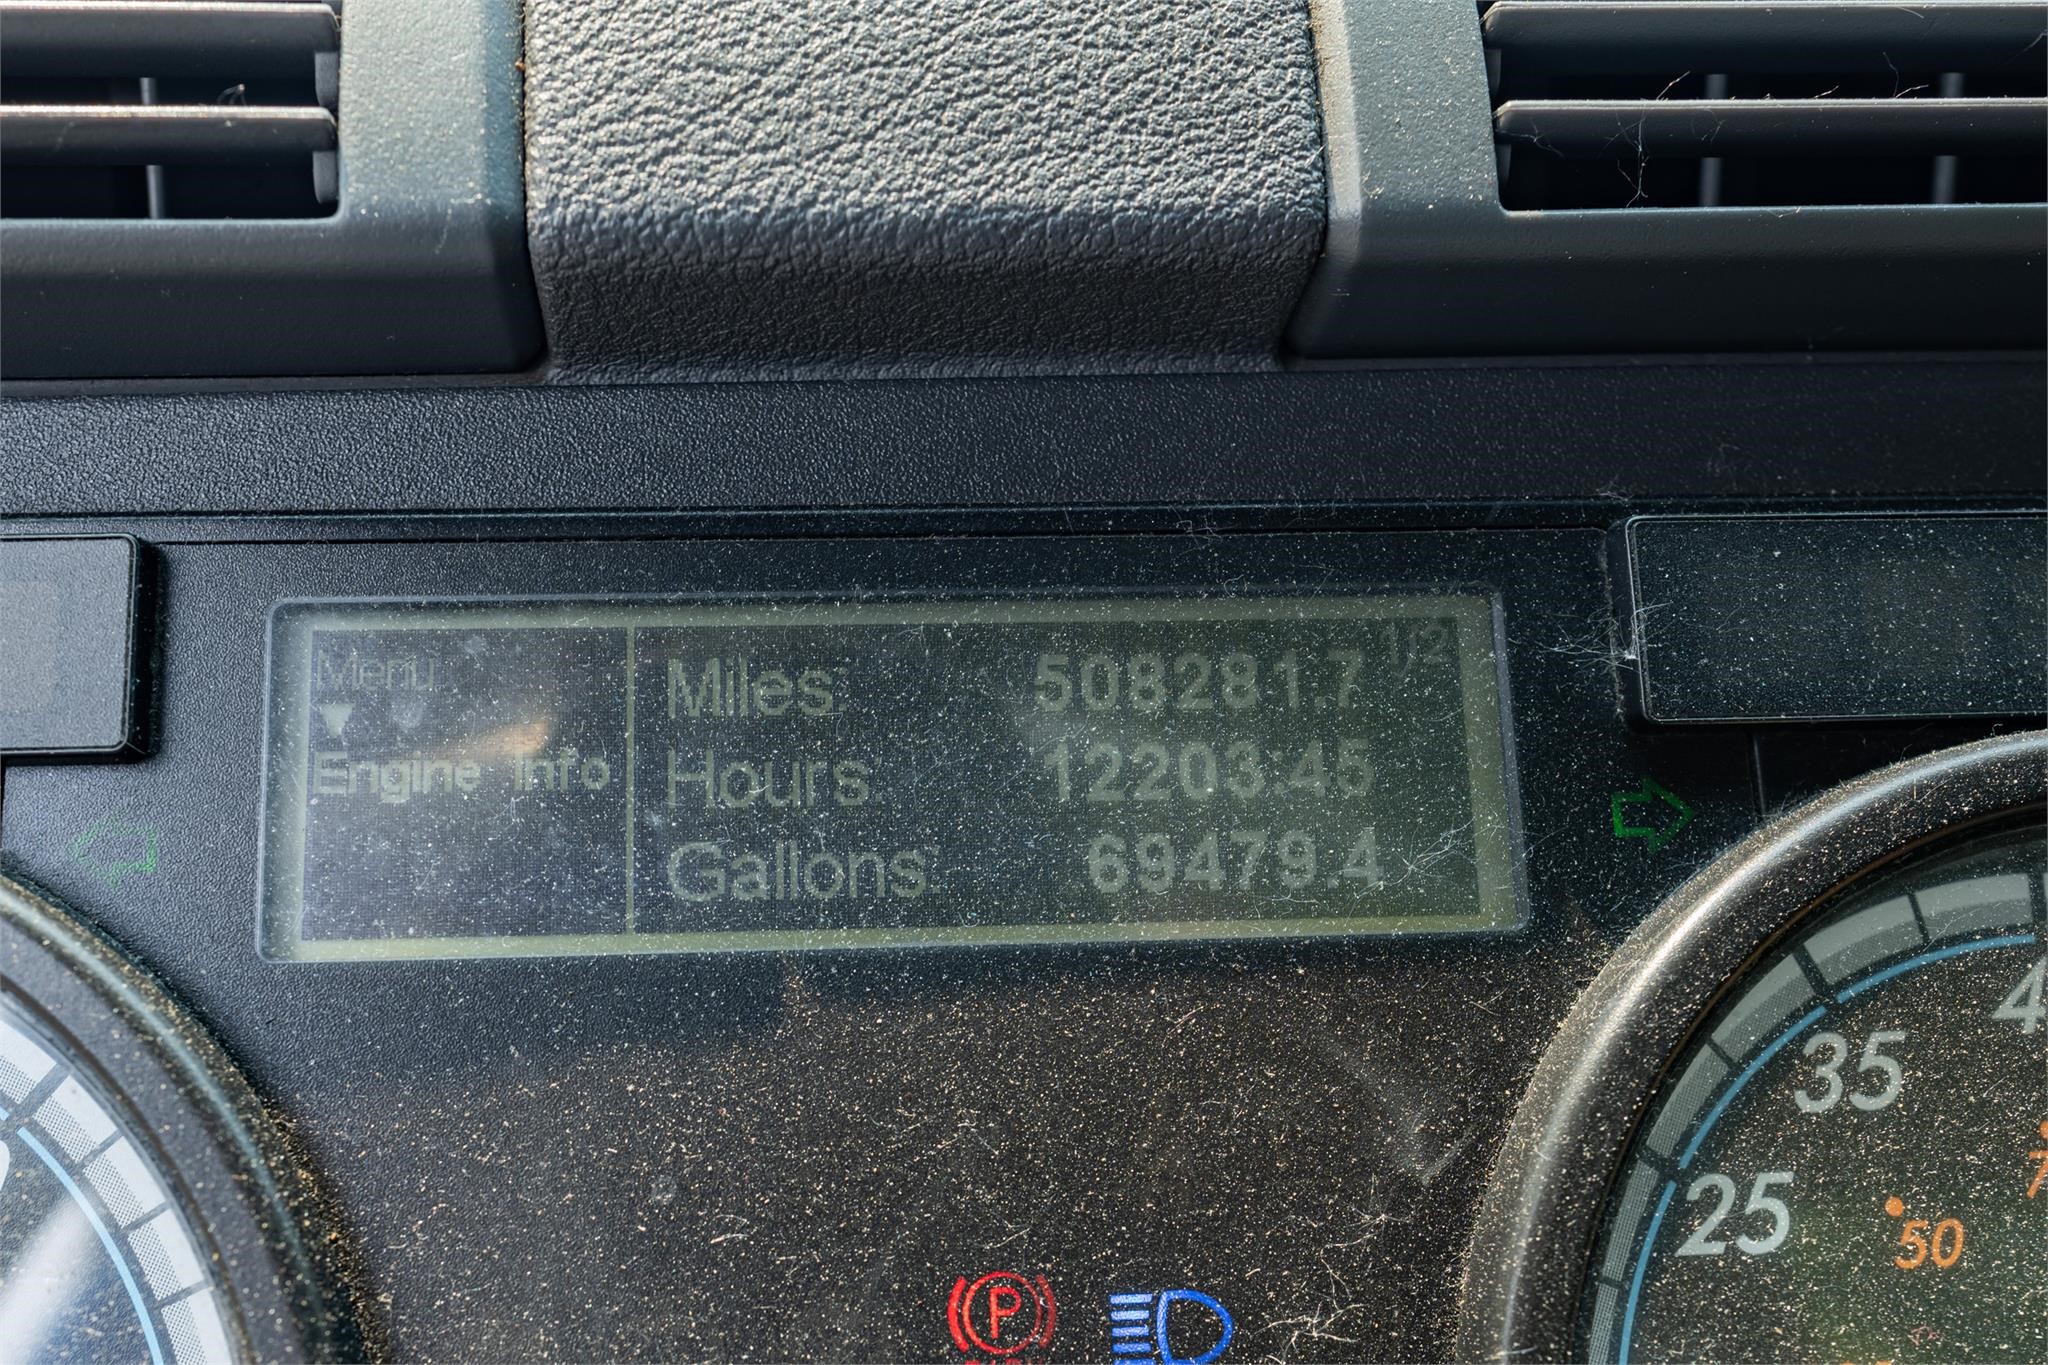 Menu 1/2
▼
Engine Info
Miles: 508281.7
Hours: 12203:45
Gallons: 69479.4
35
25
50
P